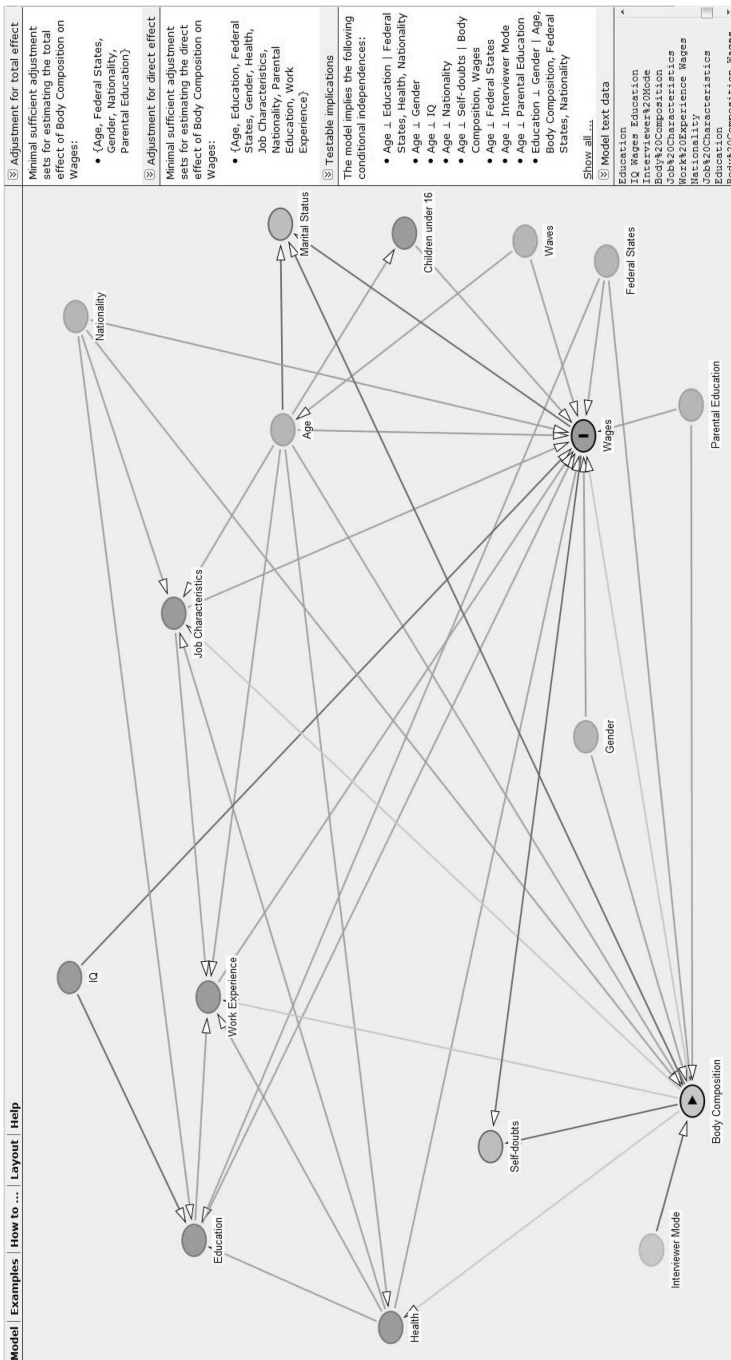 Model | Examples | How to ... | Layout | Help
IQ
Nationality
Education
Work Experience
Job Characteristics
Age
Marital Status
Health
Self-doubts
Children under 16
Waves
Interviewer Mode
Gender
Wages
Federal States
Body Composition
Parental Education
Adjustment for total effect
Minimal sufficient adjustment
sets for estimating the total
effect of Body Composition on
Wages:
• {Age, Federal States,
Gender, Nationality,
Parental Education}
Adjustment for direct effect
Minimal sufficient adjustment
sets for estimating the direct
effect of Body Composition on
Wages:
• {Age, Education, Federal
States, Gender, Health,
Job Characteristics,
Nationality, Parental
Education, Work
Experience}
Testable implications
The model implies the following
conditional independences:
• Age ⊥ Education | Federal
States, Health, Nationality
• Age ⊥ Gender
• Age ⊥ IQ
• Age ⊥ Nationality
• Age ⊥ Self-doubts | Body
Composition, Wages
• Age ⊥ Federal States
• Age ⊥ Interviewer Mode
• Age ⊥ Parental Education
• Education ⊥ Gender | Age,
Body Composition, Federal
States, Nationality
Show all ...
Model text data
Education
IQ Wages Education
Interviewer%20Mode
Body%20Composition
Job%20Characteristics
Work%20Experience Wages
Nationality
Job%20Characteristics
Education
Body%20Composition Wages